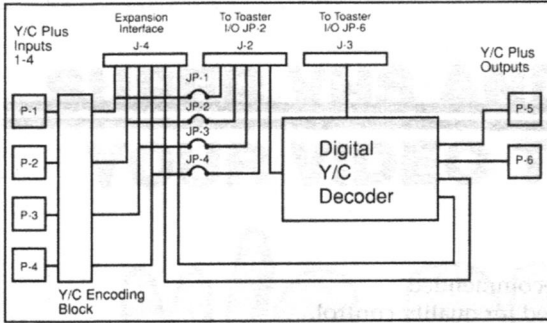 Y/C Plus
Inputs
1-4
Expansion
Interface
J-4
To Toaster
I/O JP-2
J-2
To Toaster
I/O JP-6
J-3
Y/C Plus
Outputs
JP-1
JP-2
JP-3
JP-4
P-1
P-2
P-3
P-4
P-5
P-6
Digital
Y/C
Decoder
Y/C Encoding
Block